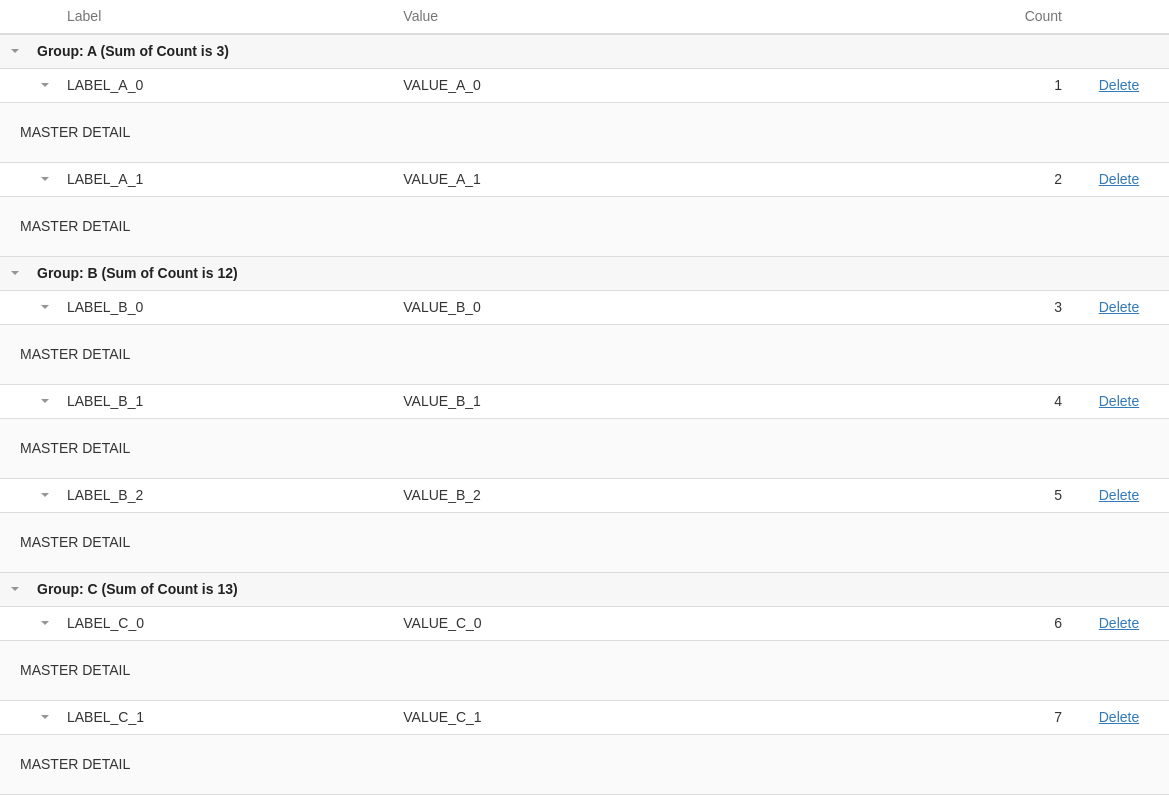 Label Value Count
Group: A (Sum of Count is 3)
LABEL_A_0 VALUE_A_0 1 Delete
MASTER DETAIL
LABEL_A_1 VALUE_A_1 2 Delete
MASTER DETAIL
Group: B (Sum of Count is 12)
LABEL_B_0 VALUE_B_0 3 Delete
MASTER DETAIL
LABEL_B_1 VALUE_B_1 4 Delete
MASTER DETAIL
LABEL_B_2 VALUE_B_2 5 Delete
MASTER DETAIL
Group: C (Sum of Count is 13)
LABEL_C_0 VALUE_C_0 6 Delete
MASTER DETAIL
LABEL_C_1 VALUE_C_1 7 Delete
MASTER DETAIL